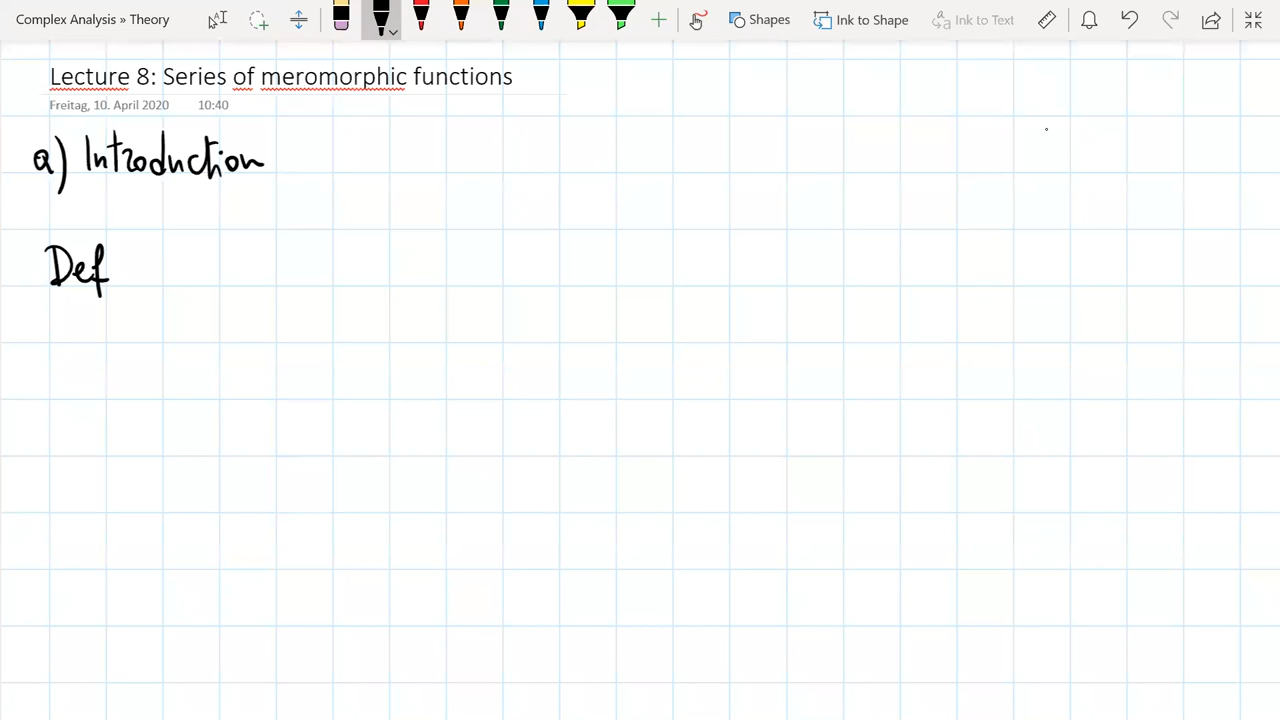 Complex Analysis » Theory
Shapes
Ink to Shape
Ink to Text
Lecture 8: Series of meromorphic functions
Freitag, 10. April 2020 10:40
a) Introduction
Def